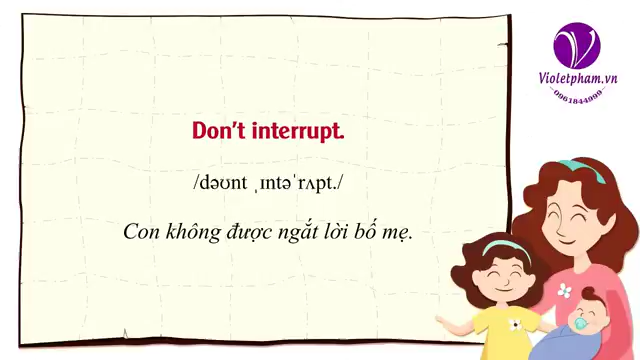 Violetpham.vn
0961844999
Don't interrupt.
/dəʊnt ˌɪntəˈrʌpt./
Con không được ngắt lời bố mẹ.